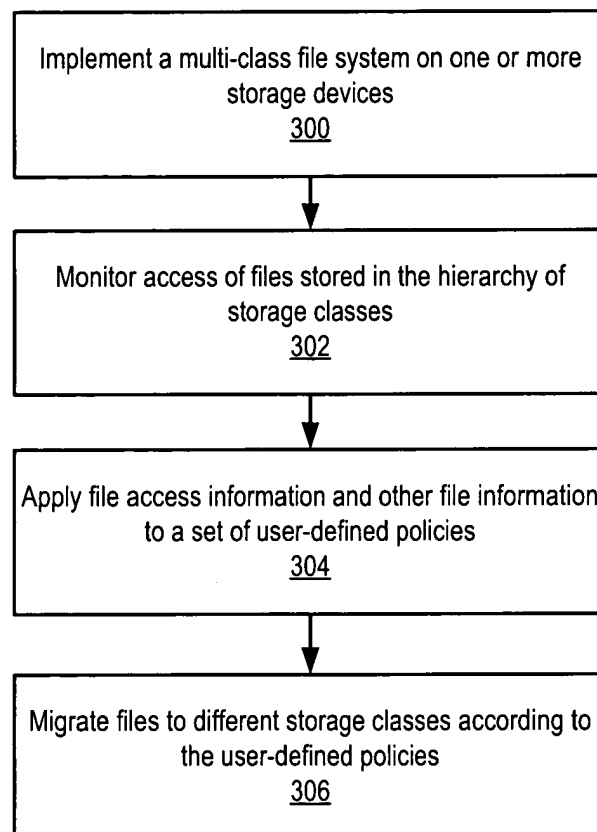 Implement a multi-class file system on one or more
storage devices
300
Monitor access of files stored in the hierarchy of
storage classes
302
Apply file access information and other file information
to a set of user-defined policies
304
Migrate files to different storage classes according to
the user-defined policies
306